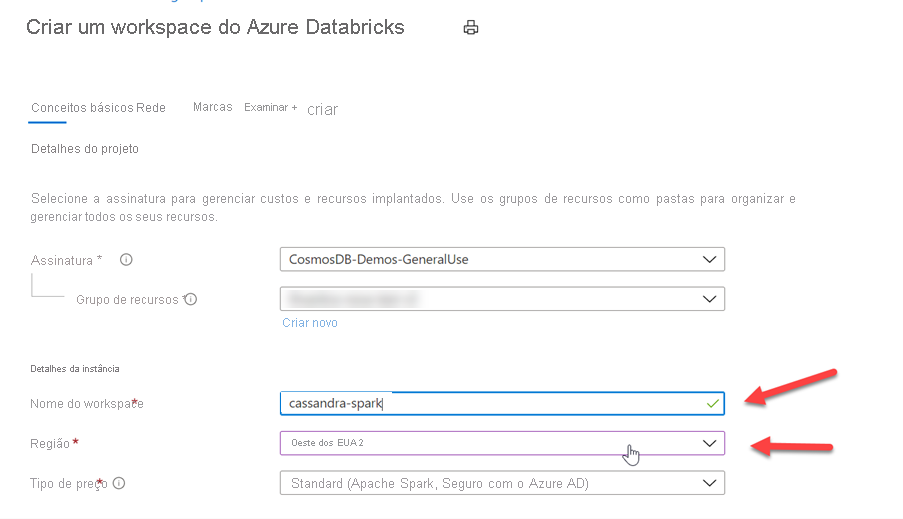 Criar um workspace do Azure Databricks
Conceitos básicos Rede Marcas Examinar + criar
Detalhes do projeto
Selecione a assinatura para gerenciar custos e recursos implantados. Use os grupos de recursos como pastas para organizar e
gerenciar todos os seus recursos.
Assinatura * CosmosDB-Demos-GeneralUse
Grupo de recursos *
Criar novo
Detalhes da instância
Nome do workspace * cassandra-spark
Região * Oeste dos EUA 2
Tipo de preço * Standard (Apache Spark, Seguro com o Azure AD)